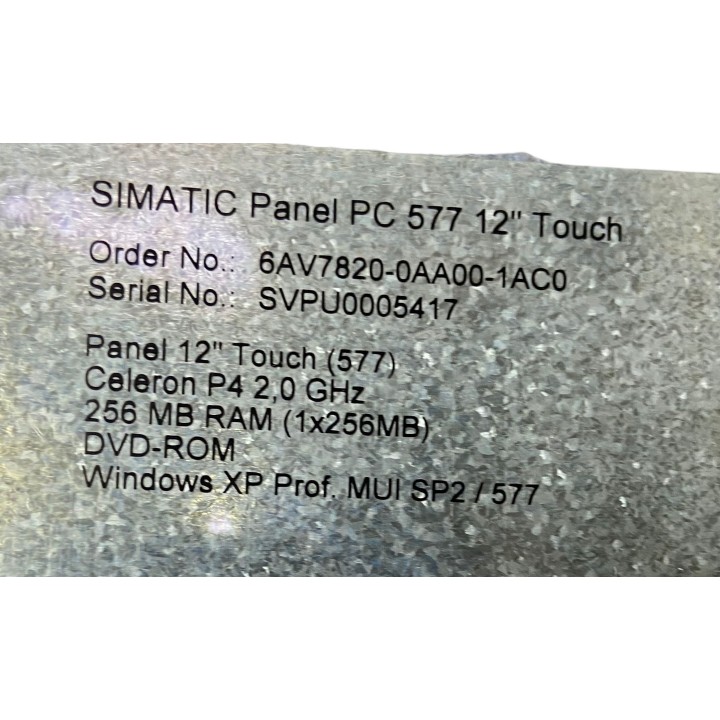 SIMATIC Panel PC 577 12" Touch
Order No.: 6AV7820-0AA00-1AC0
Serial No.: SVPU0005417
Panel 12" Touch (577)
Celeron P4 2,0 GHz
256 MB RAM (1x256MB)
DVD-ROM
Windows XP Prof. MUI SP2 / 577